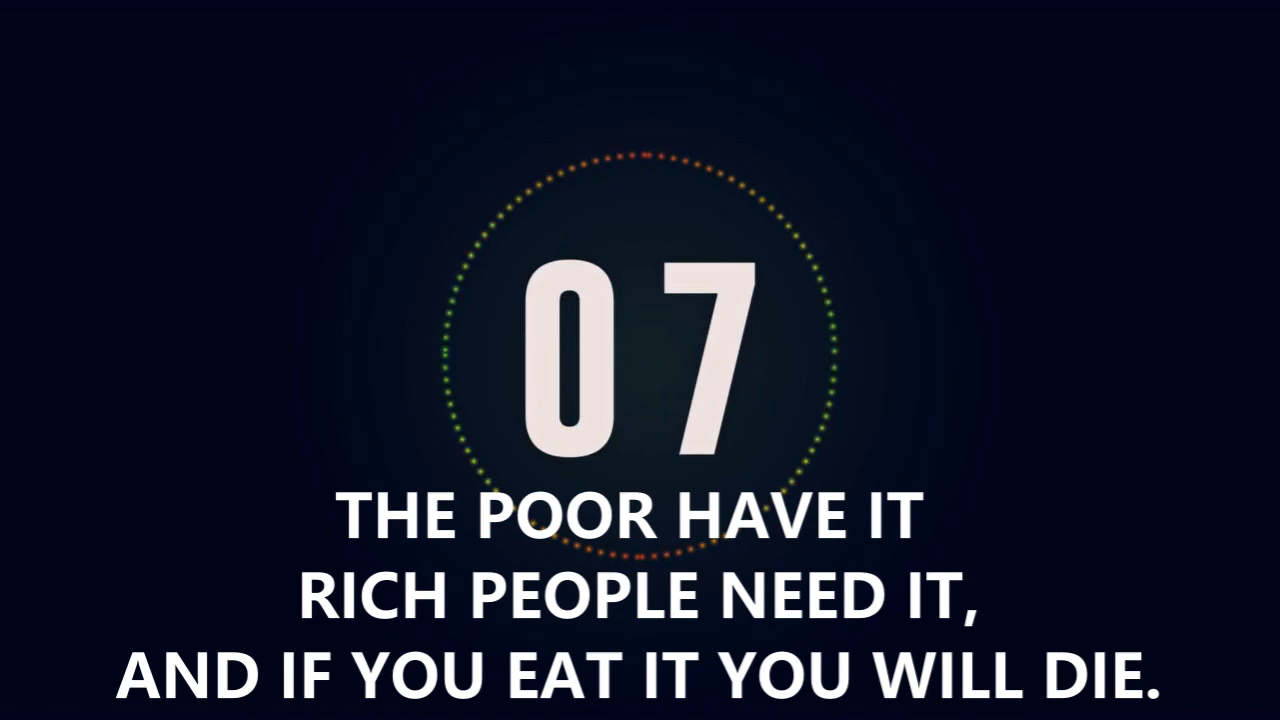 07
THE POOR HAVE IT
RICH PEOPLE NEED IT,
AND IF YOU EAT IT YOU WILL DIE.